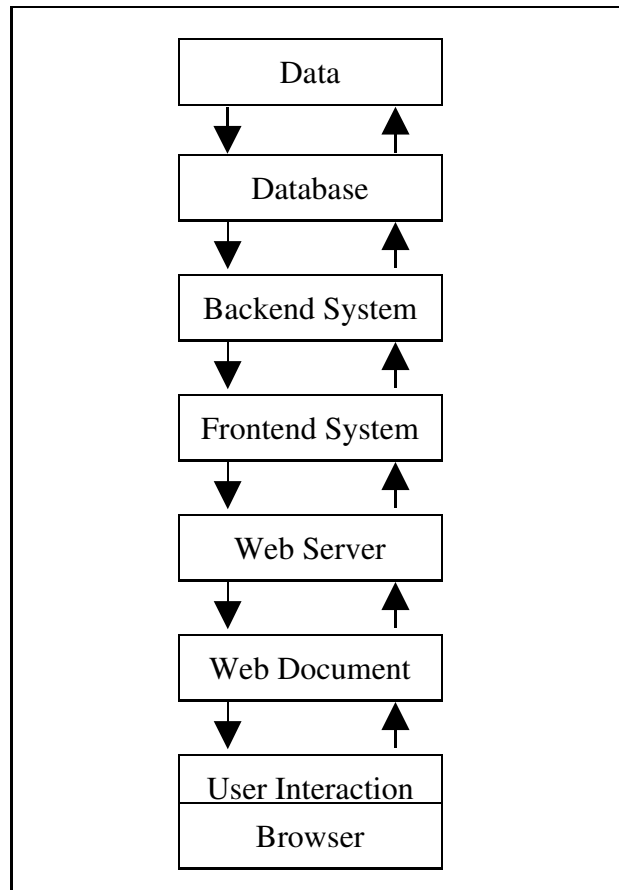 Data
Database
Backend System
Frontend System
Web Server
Web Document
User Interaction
Browser